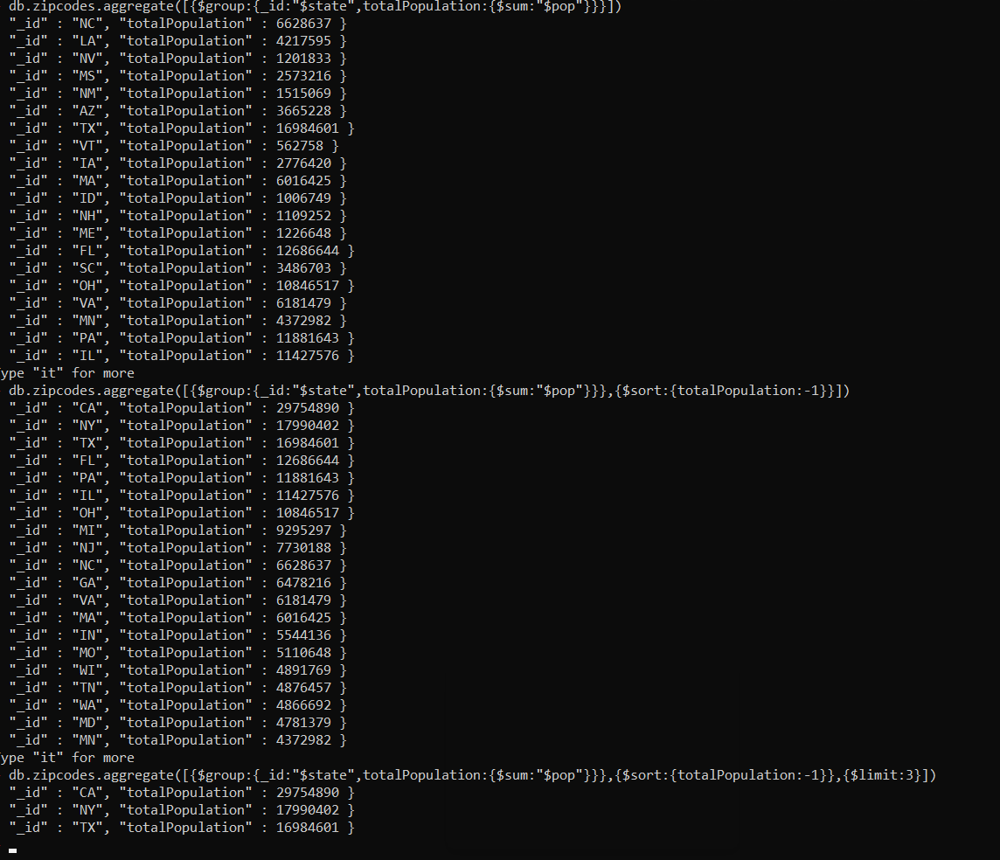 db.zipcodes.aggregate([{$group:{_id:"$state",totalPopulation:{$sum:"$pop"}}}])
"_id" : "NC", "totalPopulation" : 6628637 }
"_id" : "LA", "totalPopulation" : 4217595 }
"_id" : "NV", "totalPopulation" : 1201833 }
"_id" : "MS", "totalPopulation" : 2573216 }
"_id" : "NM", "totalPopulation" : 1515069 }
"_id" : "AZ", "totalPopulation" : 3665228 }
"_id" : "TX", "totalPopulation" : 16984601 }
"_id" : "VT", "totalPopulation" : 562758 }
"_id" : "IA", "totalPopulation" : 2776420 }
"_id" : "MA", "totalPopulation" : 6016425 }
"_id" : "ID", "totalPopulation" : 1006749 }
"_id" : "NH", "totalPopulation" : 1109252 }
"_id" : "ME", "totalPopulation" : 1226648 }
"_id" : "FL", "totalPopulation" : 12686644 }
"_id" : "SC", "totalPopulation" : 3486703 }
"_id" : "OH", "totalPopulation" : 10846517 }
"_id" : "VA", "totalPopulation" : 6181479 }
"_id" : "MN", "totalPopulation" : 4372982 }
"_id" : "PA", "totalPopulation" : 11881643 }
"_id" : "IL", "totalPopulation" : 11427576 }
ype "it" for more
db.zipcodes.aggregate([{$group:{_id:"$state",totalPopulation:{$sum:"$pop"}}},{$sort:{totalPopulation:-1}}])
"_id" : "CA", "totalPopulation" : 29754890 }
"_id" : "NY", "totalPopulation" : 17990402 }
"_id" : "TX", "totalPopulation" : 16984601 }
"_id" : "FL", "totalPopulation" : 12686644 }
"_id" : "PA", "totalPopulation" : 11881643 }
"_id" : "IL", "totalPopulation" : 11427576 }
"_id" : "OH", "totalPopulation" : 10846517 }
"_id" : "MI", "totalPopulation" : 9295297 }
"_id" : "NJ", "totalPopulation" : 7730188 }
"_id" : "NC", "totalPopulation" : 6628637 }
"_id" : "GA", "totalPopulation" : 6478216 }
"_id" : "VA", "totalPopulation" : 6181479 }
"_id" : "MA", "totalPopulation" : 6016425 }
"_id" : "IN", "totalPopulation" : 5544136 }
"_id" : "MO", "totalPopulation" : 5110648 }
"_id" : "WI", "totalPopulation" : 4891769 }
"_id" : "TN", "totalPopulation" : 4876457 }
"_id" : "WA", "totalPopulation" : 4866692 }
"_id" : "MD", "totalPopulation" : 4781379 }
"_id" : "MN", "totalPopulation" : 4372982 }
ype "it" for more
db.zipcodes.aggregate([{$group:{_id:"$state",totalPopulation:{$sum:"$pop"}}},{$sort:{totalPopulation:-1}},{$limit:3}])
"_id" : "CA", "totalPopulation" : 29754890 }
"_id" : "NY", "totalPopulation" : 17990402 }
"_id" : "TX", "totalPopulation" : 16984601 }